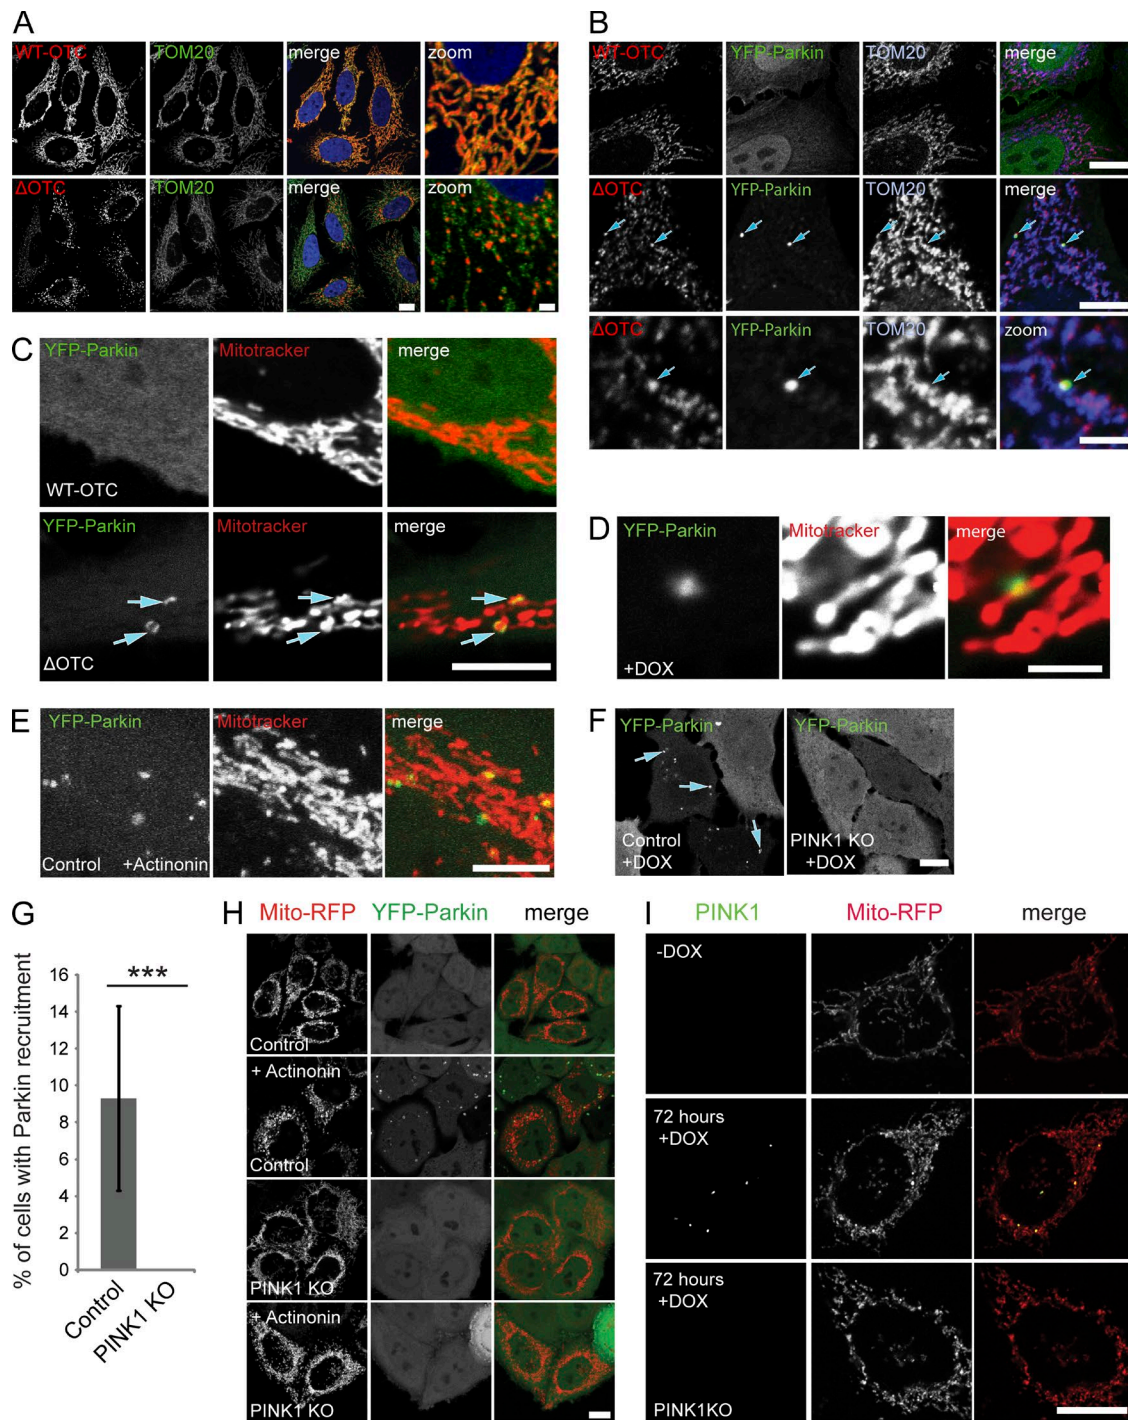 A
WT-OTC TOM20 merge zoom
ΔOTC TOM20 merge zoom
B
WT-OTC YFP-Parkin TOM20 merge
ΔOTC YFP-Parkin TOM20 merge
ΔOTC YFP-Parkin TOM20 zoom
C
YFP-Parkin Mitotracker merge
WT-OTC
YFP-Parkin Mitotracker merge
ΔOTC
D
YFP-Parkin Mitotracker merge
+DOX
E
YFP-Parkin Mitotracker merge
Control +Actinonin
F
YFP-Parkin YFP-Parkin
Control PINK1 KO
+DOX +DOX
G
% of cells with Parkin recruitment
16
14
12
10
8
6
4
2
0
***
Control
PINK1 KO
H
Mito-RFP YFP-Parkin merge
Control
+ Actinonin
Control
PINK1 KO
+ Actinonin
PINK1 KO
I
PINK1 Mito-RFP merge
-DOX
72 hours
+DOX
72 hours
+DOX
PINK1KO